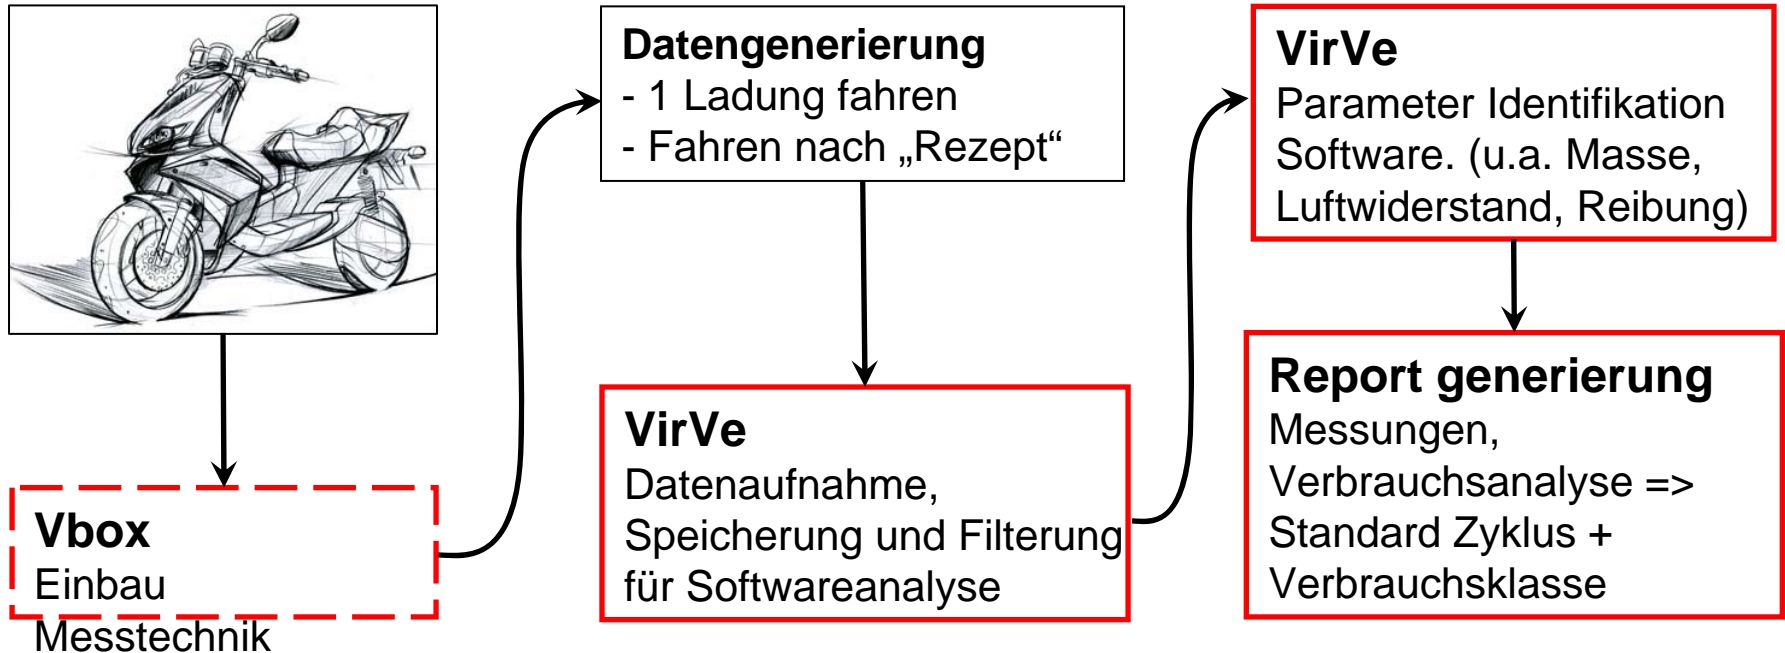 Vbox
Einbau
Messtechnik
Datengenerierung
- 1 Ladung fahren
- Fahren nach „Rezept“
VirVe
Datenaufnahme,
Speicherung und Filterung
für Softwareanalyse
VirVe
Parameter Identifikation
Software. (u.a. Masse,
Luftwiderstand, Reibung)
Report generierung
Messungen,
Verbrauchsanalyse =>
Standard Zyklus +
Verbrauchsklasse